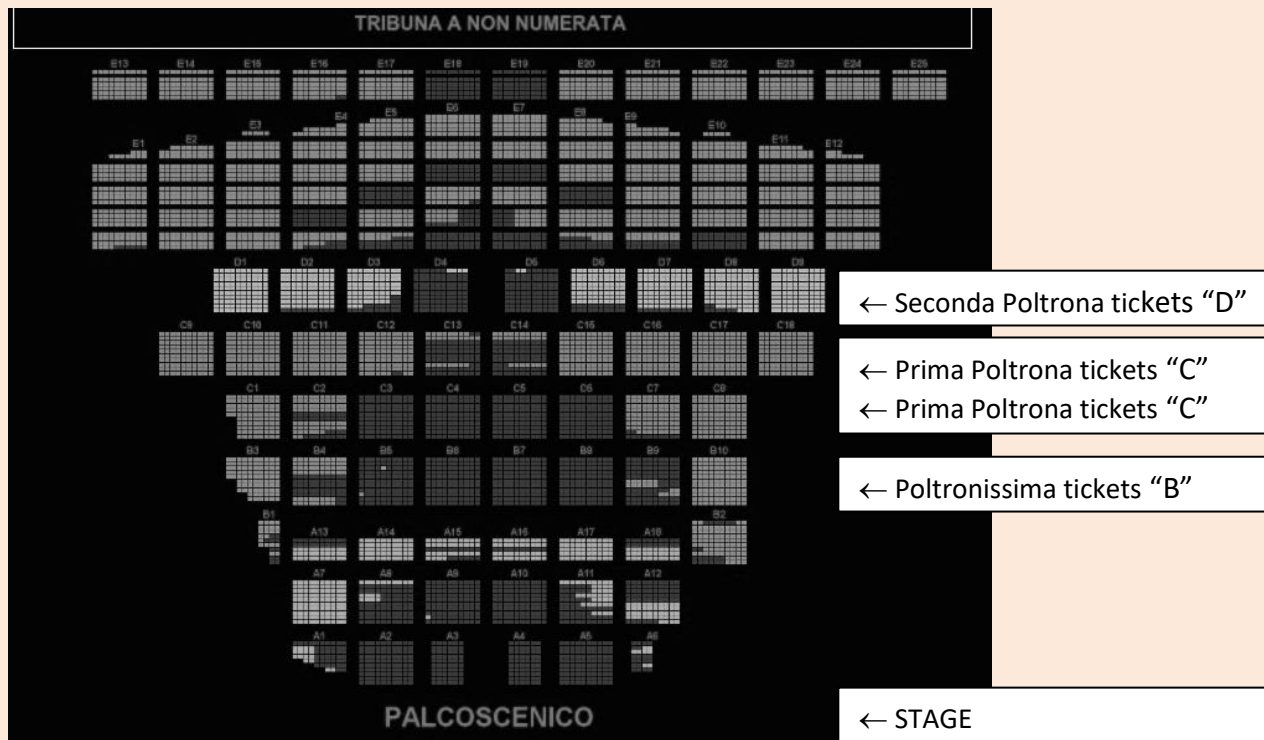 TRIBUNA A NON NUMERATA
E13 E14 E15 E16 E17 E18 E19 E20 E21 E22 E23 E24 E25
E1 E2 E3 E4 E5 E6 E7 E8 E9 E10 E11 E12
D1 D2 D3 D4 D5 D6 D7 D8 D9
← Seconda Poltrona tickets “D”
C9 C10 C11 C12 C13 C14 C15 C16 C17 C18
← Prima Poltrona tickets “C”
C1 C2 C3 C4 C5 C6 C7 C8
← Prima Poltrona tickets “C”
B3 B4 B5 B6 B7 B8 B9 B10
← Poltronissima tickets “B”
B1 A13 A14 A15 A16 A17 A18 B2
A7 A8 A9 A10 A11 A12
A1 A2 A3 A4 A5 A6
PALCOSCENICO
← STAGE